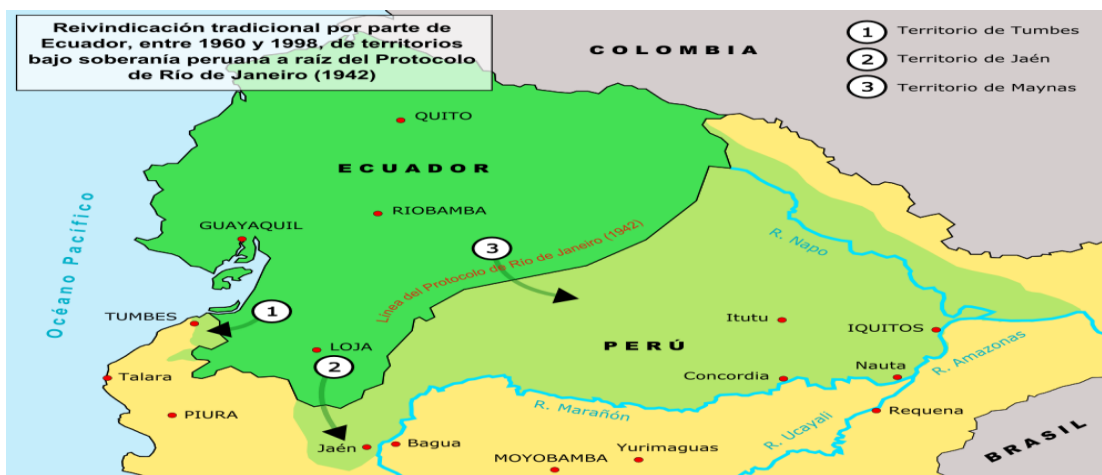 Reivindicación tradicional por parte de
Ecuador, entre 1960 y 1998, de territorios
bajo soberanía peruana a raíz del Protocolo
de Río de Janeiro (1942)
COLOMBIA
1 Territorio de Tumbes
2 Territorio de Jaén
3 Territorio de Maynas
QUITO
ECUADOR
RIOBAMBA
GUAYAQUIL
Océano Pacífico
3
Línea del Protocolo de Río de Janeiro (1942)
R. Napo
1
TUMBES
Itutu
IQUITOS
LOJA
PERÚ
2
R. Amazonas
Talara
Concordia
Nauta
PIURA
R. Marañón
R. Ucayali
Requena
Jaén
Bagua
Yurimaguas
MOYOBAMBA
BRASIL